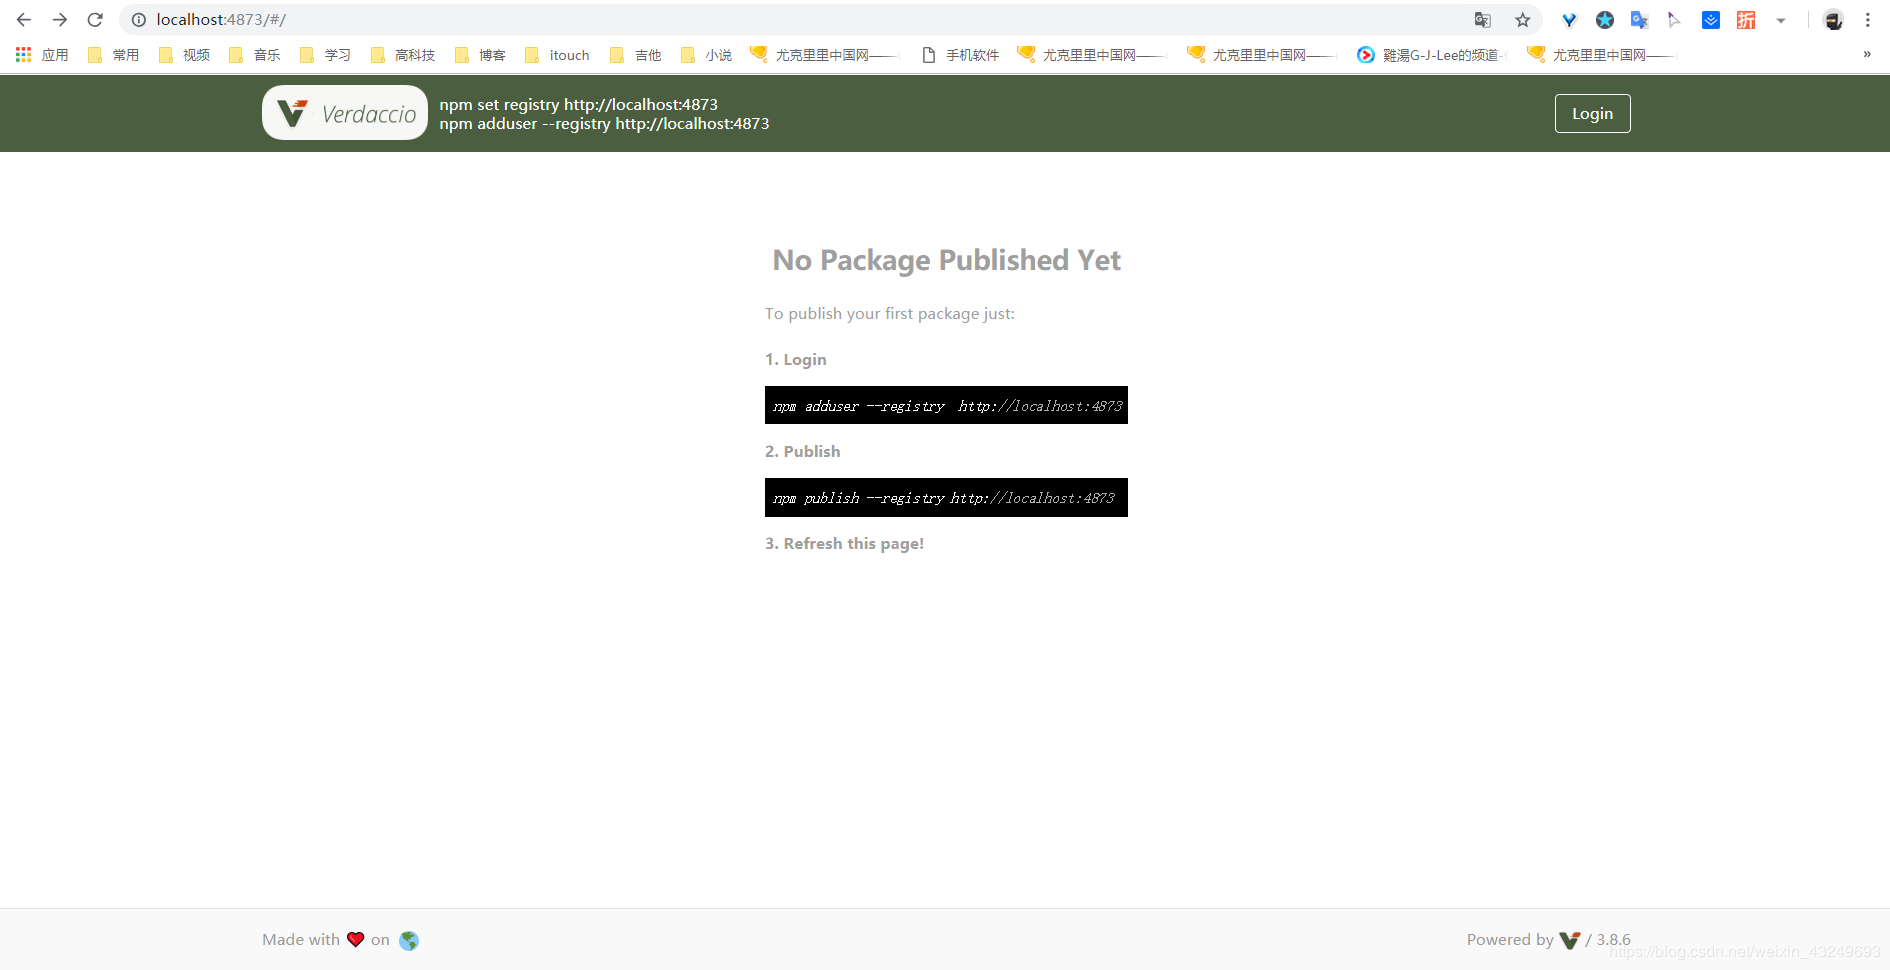 localhost:4873/#/
应用 常用 视频 音乐 学习 高科技 博客 itouch 吉他 小说 尤克里里中国网—— 手机软件 尤克里里中国网—— 尤克里里中国网—— 難湯G-J-Lee的频道- 尤克里里中国网—— »
Verdaccio
npm set registry http://localhost:4873
npm adduser --registry http://localhost:4873
Login
No Package Published Yet
To publish your first package just:
1. Login
npm adduser --registry  http://localhost:4873
2. Publish
npm publish --registry http://localhost:4873
3. Refresh this page!
Made with on
Powered by / 3.8.6
https://blog.csdn.net/weixin_43249693
折